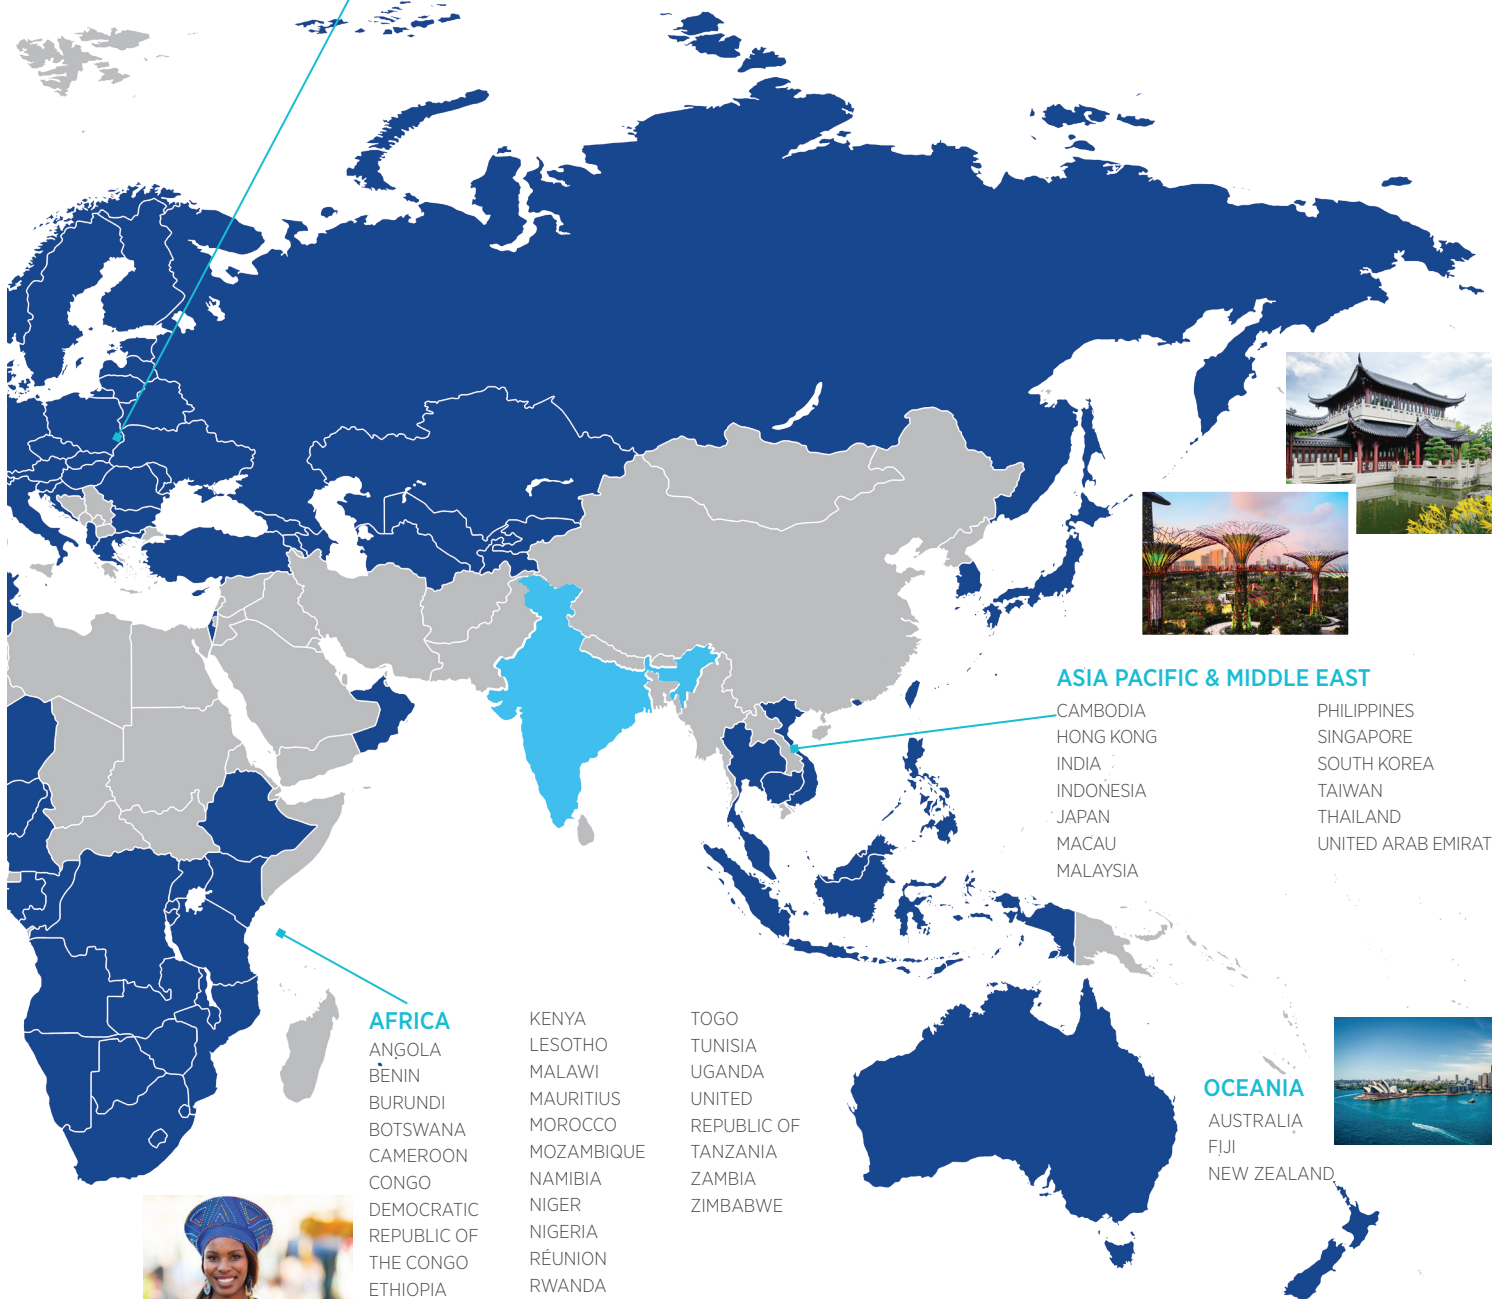 ASIA PACIFIC & MIDDLE EAST
CAMBODIA
HONG KONG
INDIA
INDONESIA
JAPAN
MACAU
MALAYSIA
PHILIPPINES
SINGAPORE
SOUTH KOREA
TAIWAN
THAILAND
UNITED ARAB EMIRAT
AFRICA
ANGOLA
BENIN
BURUNDI
BOTSWANA
CAMEROON
CONGO
DEMOCRATIC
REPUBLIC OF
THE CONGO
ETHIOPIA
KENYA
LESOTHO
MALAWI
MAURITIUS
MOROCCO
MOZAMBIQUE
NAMIBIA
NIGER
NIGERIA
RÉUNION
RWANDA
TOGO
TUNISIA
UGANDA
UNITED
REPUBLIC OF
TANZANIA
ZAMBIA
ZIMBABWE
OCEANIA
AUSTRALIA
FIJI
NEW ZEALAND